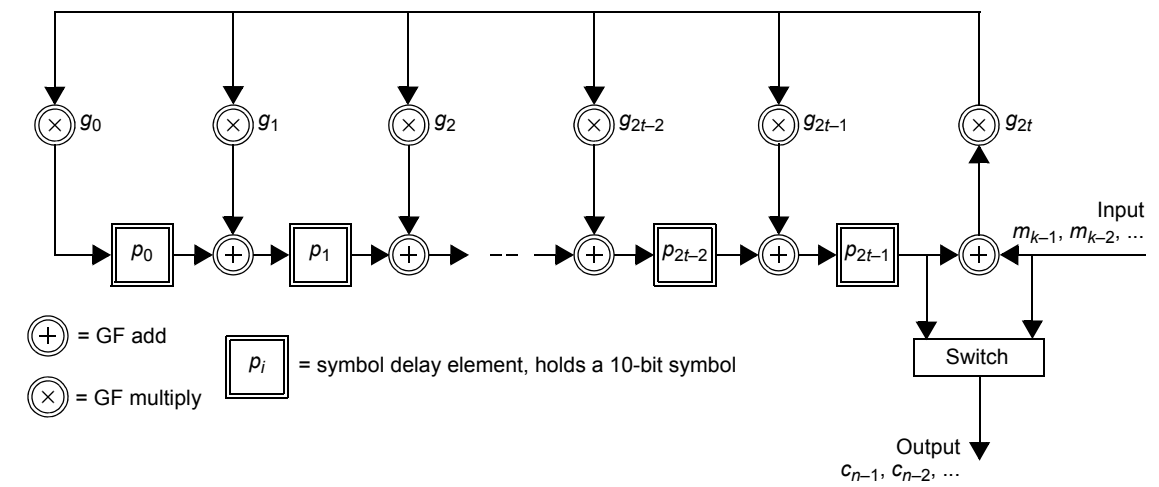 g₀ g₁ g₂ g₂ₜ₋₂ g₂ₜ₋₁ g₂ₜ
Input
mₖ₋₁, mₖ₋₂, ...
p₀ p₁ -- p₂ₜ₋₂ p₂ₜ₋₁
= GF add
pᵢ = symbol delay element, holds a 10-bit symbol
Switch
= GF multiply
Output
cₙ₋₁, cₙ₋₂, ...